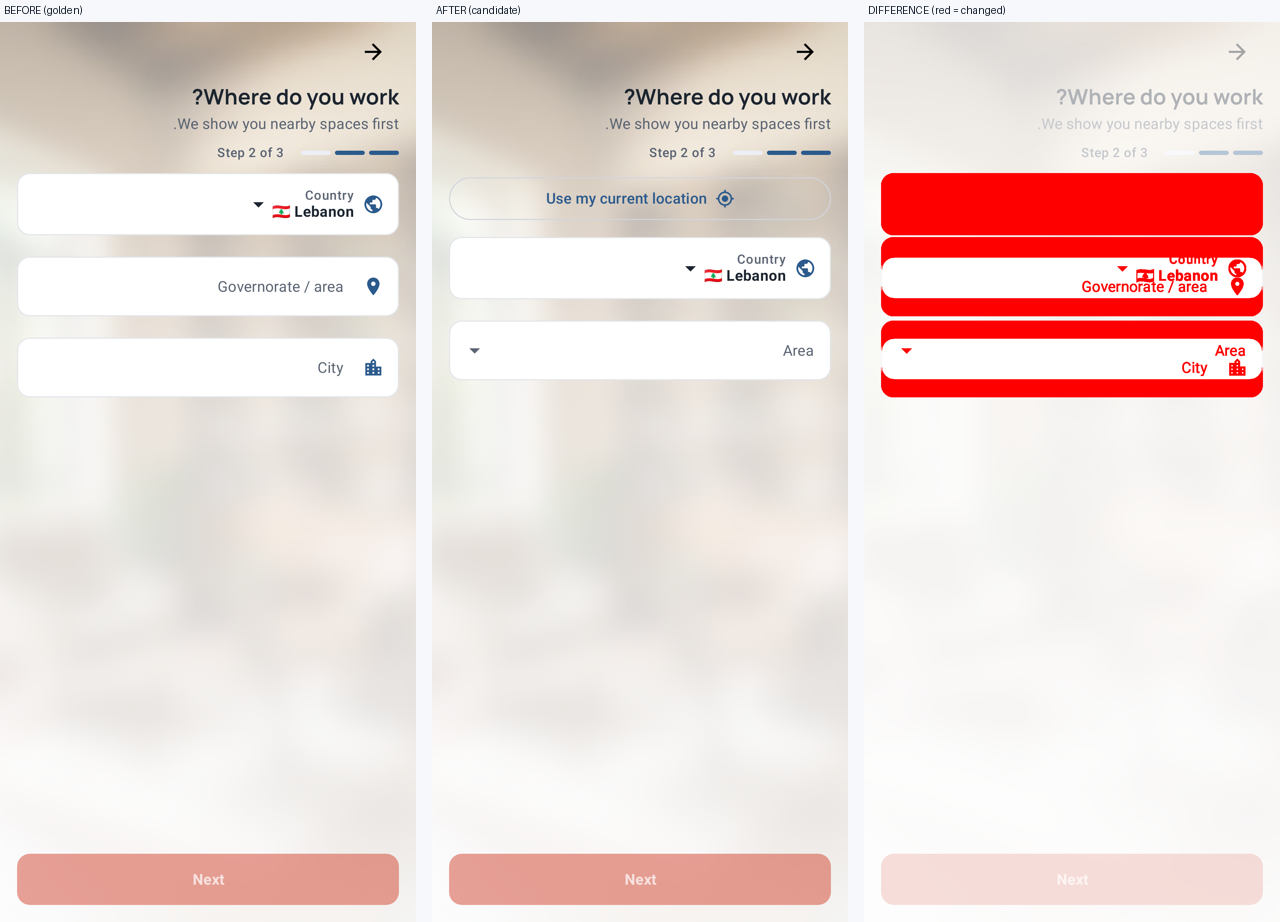 BEFORE (golden)
?Where do you work
.We show you nearby spaces first
Step 2 of 3
Country
🇱🇧 Lebanon
Governorate / area
City
Next
AFTER (candidate)
?Where do you work
.We show you nearby spaces first
Step 2 of 3
Use my current location
Country
🇱🇧 Lebanon
Area
Next
DIFFERENCE (red = changed)
?Where do you work
.We show you nearby spaces first
Step 2 of 3
Country
🇱🇧 Lebanon
Governorate / area
Area
City
Next